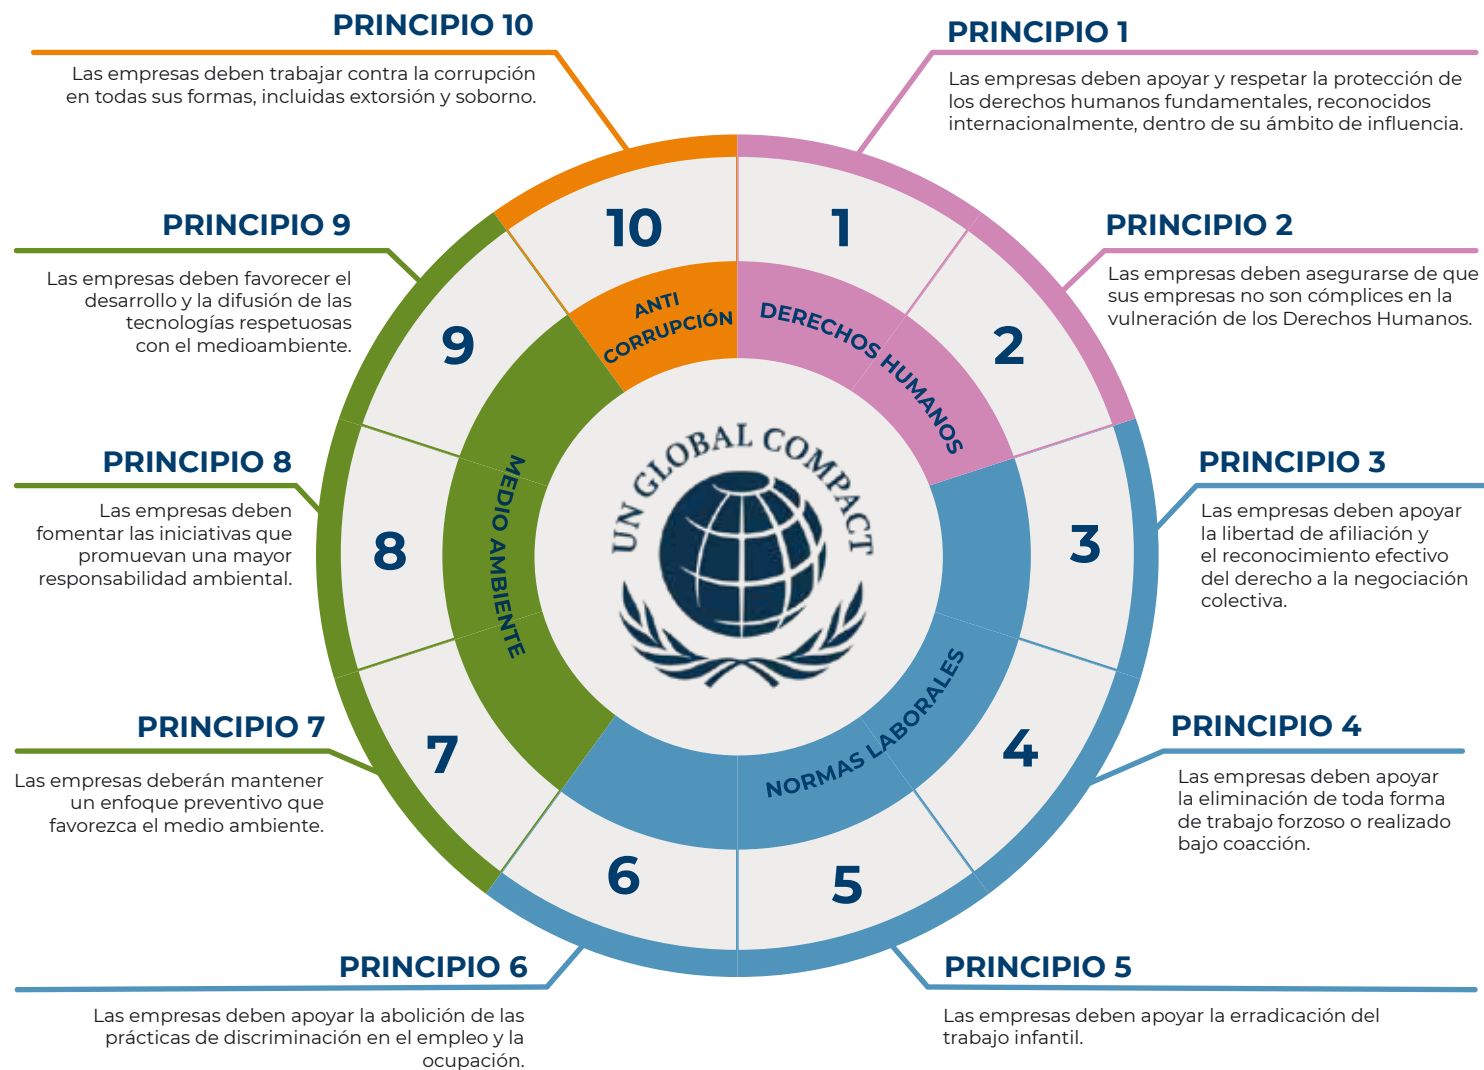 PRINCIPIO 10
Las empresas deben trabajar contra la corrupción
en todas sus formas, incluidas extorsión y soborno.
PRINCIPIO 1
Las empresas deben apoyar y respetar la protección de
los derechos humanos fundamentales, reconocidos
internacionalmente, dentro de su ámbito de influencia.
PRINCIPIO 9
Las empresas deben favorecer el
desarrollo y la difusión de las
tecnologías respetuosas
con el medioambiente.
PRINCIPIO 2
Las empresas deben asegurarse de que
sus empresas no son cómplices en la
vulneración de los Derechos Humanos.
PRINCIPIO 8
Las empresas deben
fomentar las iniciativas que
promuevan una mayor
responsabilidad ambiental.
PRINCIPIO 3
Las empresas deben apoyar
la libertad de afiliación y
el reconocimiento efectivo
del derecho a la negociación
colectiva.
PRINCIPIO 7
Las empresas deberán mantener
un enfoque preventivo que
favorezca el medio ambiente.
PRINCIPIO 4
Las empresas deben apoyar
la eliminación de toda forma
de trabajo forzoso o realizado
bajo coacción.
PRINCIPIO 6
Las empresas deben apoyar la abolición de las
prácticas de discriminación en el empleo y la
ocupación.
PRINCIPIO 5
Las empresas deben apoyar la erradicación del
trabajo infantil.
10
1
2
3
4
5
6
7
8
9
ANTI
CORRUPCIÓN
DERECHOS HUMANOS
NORMAS LABORALES
MEDIO AMBIENTE
UN GLOBAL COMPACT